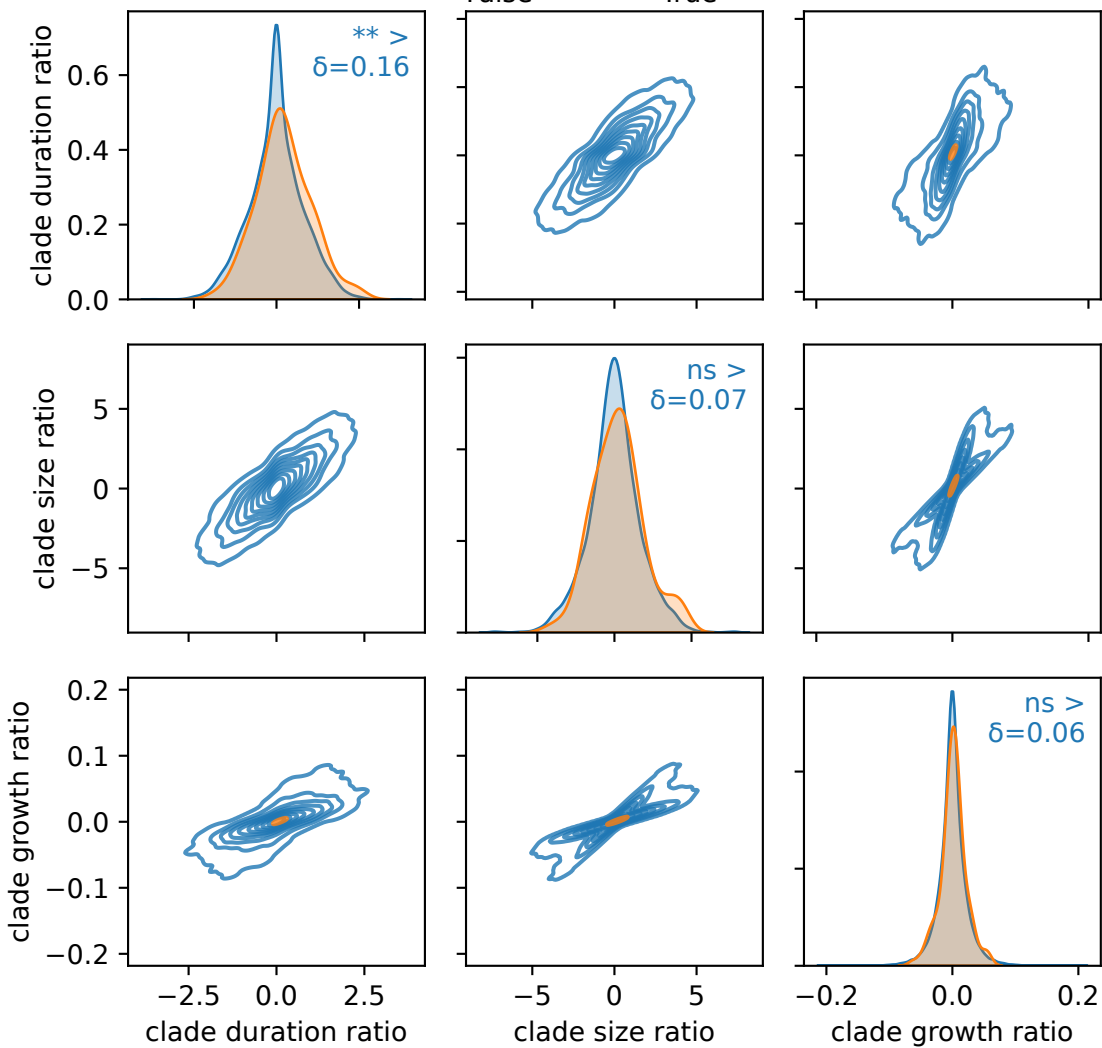 False True
clade duration ratio
0.6
0.4
0.2
0.0
** >
δ=0.16
clade size ratio
5
0
−5
ns >
δ=0.07
clade growth ratio
0.2
0.1
0.0
−0.1
−0.2
ns >
δ=0.06
−2.5 0.0 2.5
−5 0 5
−0.2 0.0 0.2
clade duration ratio
clade size ratio
clade growth ratio